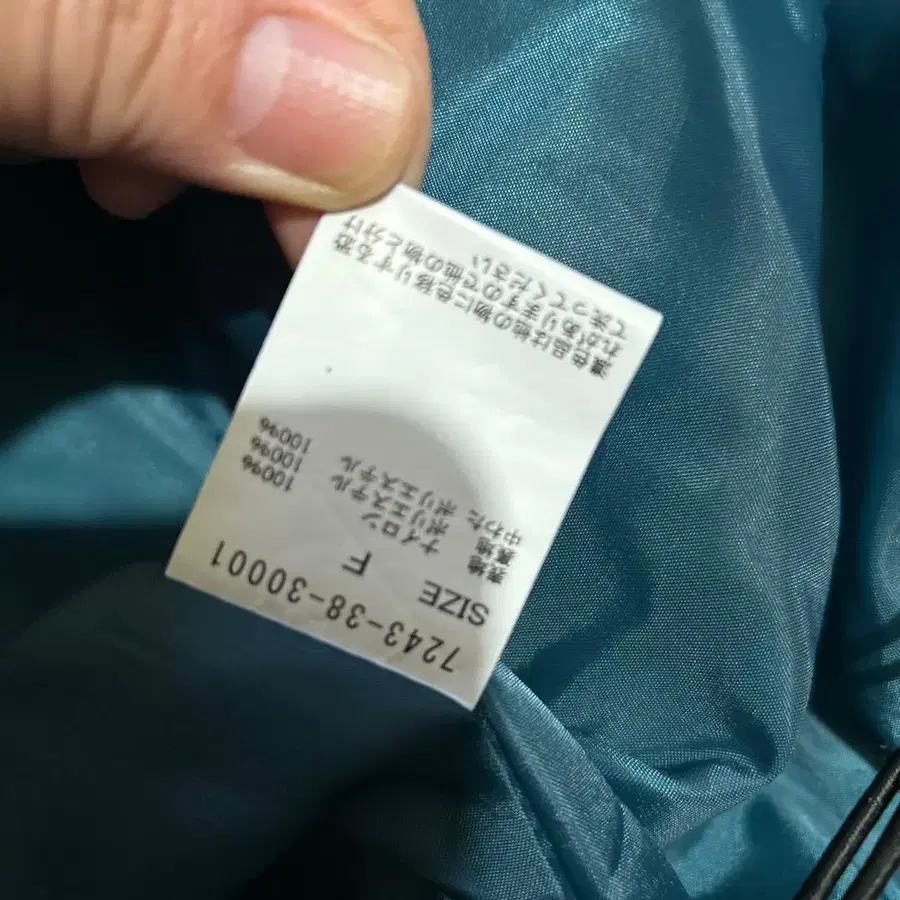 7243-38-30001
SIZE F
表地 ナイロン 100%
裏地 ポリエステル 100%
中わた ポリエステル 100%
濃色品は他の物に色移りする恐
れがありますので他の物と分け
て洗ってください